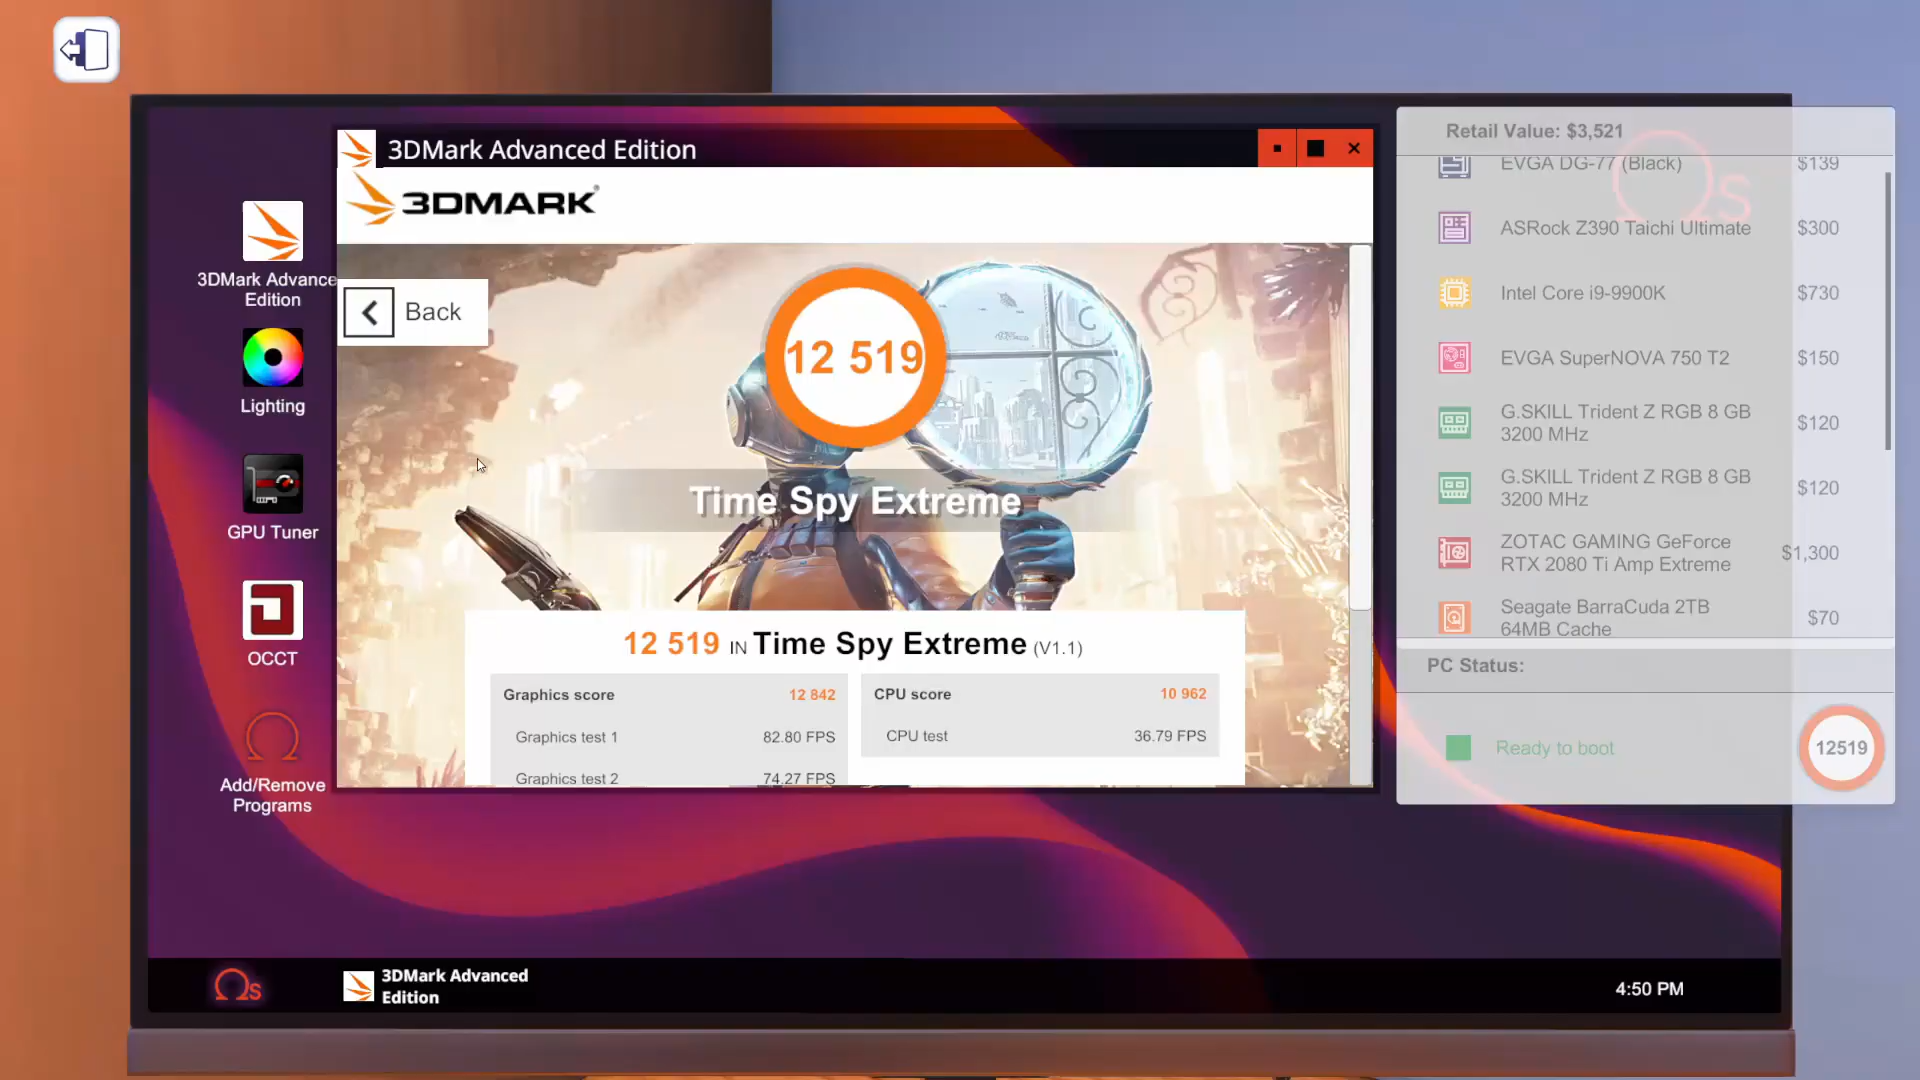 3DMark Advanced Edition
3DMARK
Back
12 519
Time Spy Extreme
12 519 IN Time Spy Extreme (V1.1)
Graphics score 12 842
Graphics test 1 82.80 FPS
Graphics test 2 74.27 FPS
CPU score 10 962
CPU test 36.79 FPS
3DMark Advance
Edition
Lighting
GPU Tuner
OCCT
Add/Remove
Programs
Retail Value: $3,521
EVGA DG-77 (Black) $139
ASRock Z390 Taichi Ultimate $300
Intel Core i9-9900K $730
EVGA SuperNOVA 750 T2 $150
G.SKILL Trident Z RGB 8 GB
3200 MHz $120
G.SKILL Trident Z RGB 8 GB
3200 MHz $120
ZOTAC GAMING GeForce
RTX 2080 Ti Amp Extreme $1,300
Seagate BarraCuda 2TB
64MB Cache $70
PC Status:
Ready to boot 12519
Ωs
Ωs
3DMark Advanced
Edition
4:50 PM